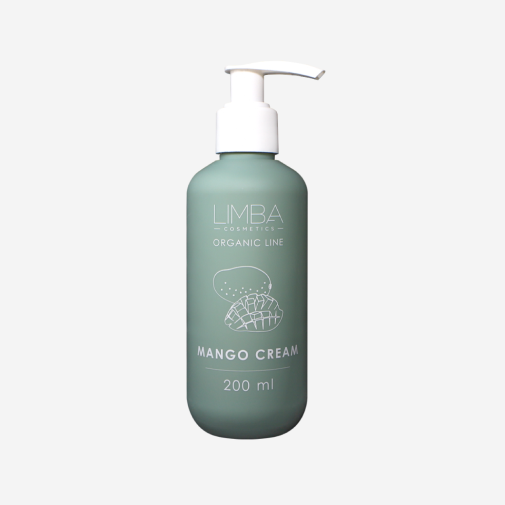 LIMBA
COSMETICS
ORGANIC LINE
MANGO CREAM
200 ml